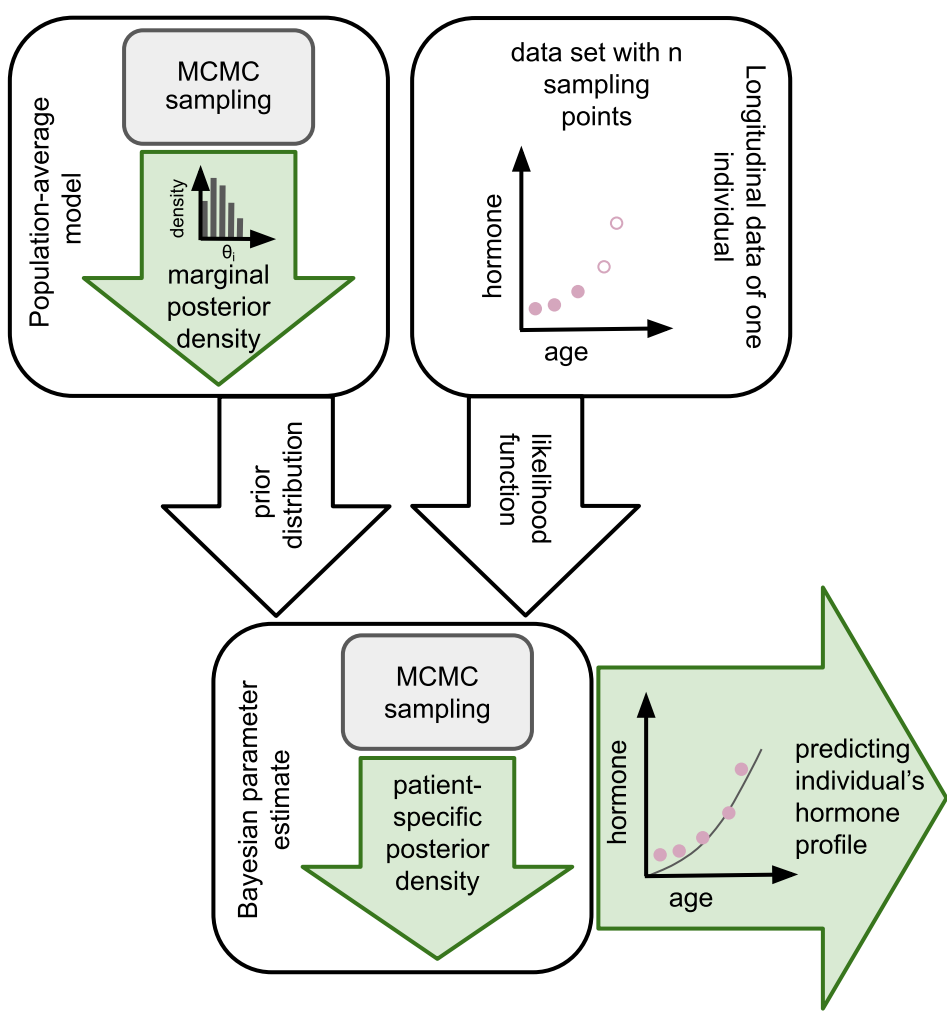 Population-average
model
MCMC
sampling
density
θi
marginal
posterior
density
data set with n
sampling
points
hormone
age
Longitudinal data of one
individual
prior
distribution
likelihood
function
Bayesian parameter
estimate
MCMC
sampling
patient-
specific
posterior
density
hormone
age
predicting
individual’s
hormone
profile